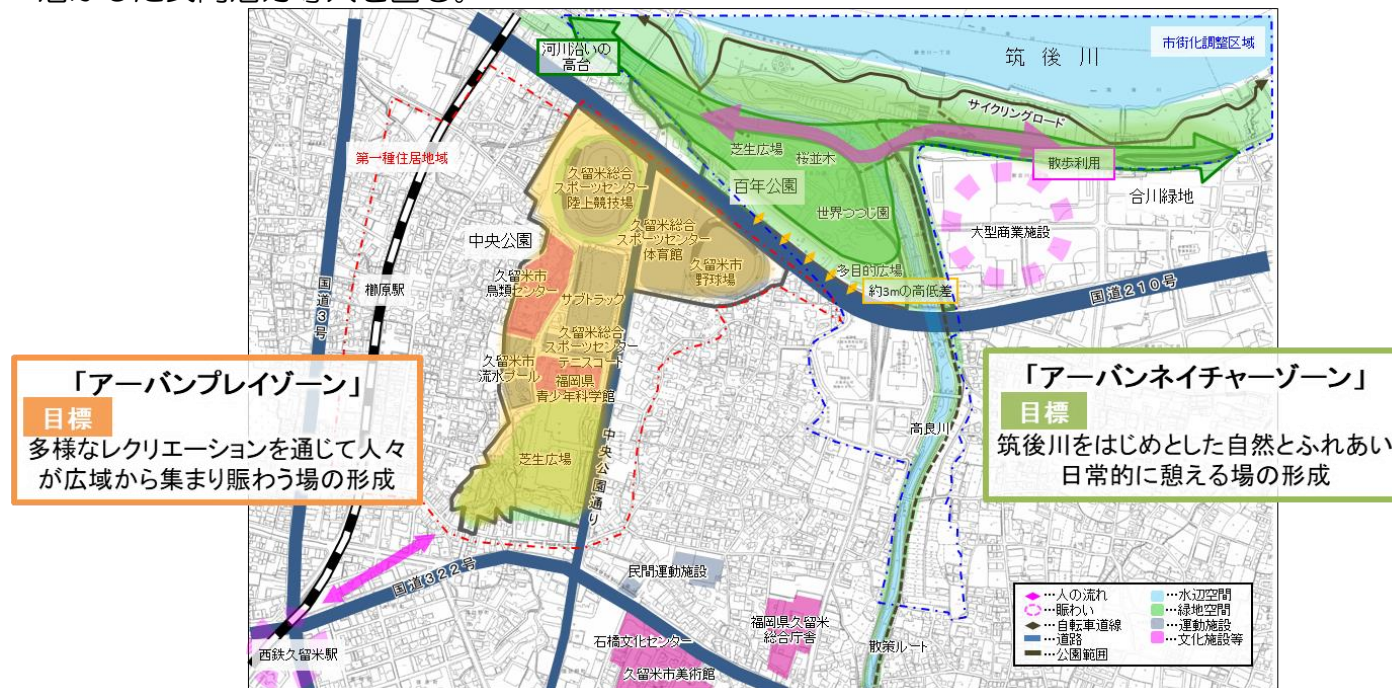 河川沿いの
高台
市街化調整区域
筑後川
サイクリングロード
第一種住居地域
芝生広場
桜並木
散歩利用
久留米総合
スポーツセンター
陸上競技場
百年公園
合川緑地
世界つつじ園
大型商業施設
中央公園
久留米総合
スポーツセンター
体育館
久留米市
野球場
久留米市
鳥類センター
多目的広場
約3mの高低差
国道210号
国道3号
櫛原駅
サブトラック
久留米総合
スポーツセンター
テニスコート
久留米市
流水プール
福岡県
青少年科学館
「アーバンプレイゾーン」
目標
多様なレクリエーションを通じて人々
が広域から集まり賑わう場の形成
「アーバンネイチャーゾーン」
目標
筑後川をはじめとした自然とふれあい
日常的に憩える場の形成
高良川
芝生広場
中央公園通り
国道322号
民間運動施設
石橋文化センター
福岡県久留米
総合庁舎
散策ルート
西鉄久留米駅
久留米市美術館
…人の流れ
…賑わい
…自転車道線
…道路
…公園範囲
…水辺空間
…緑地空間
…運動施設
…文化施設等